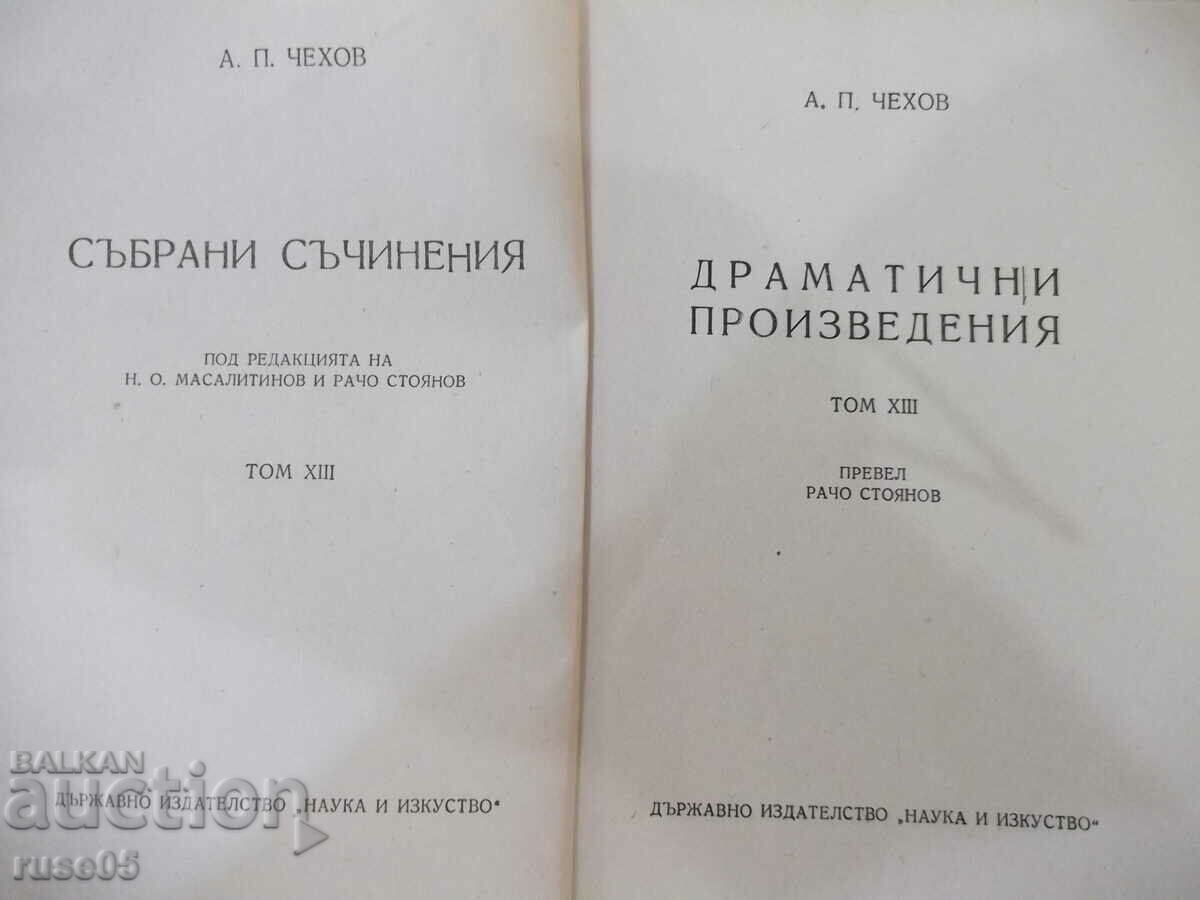 А. П. ЧЕХОВ
СЪБРАНИ СЪЧИНЕНИЯ
ПОД РЕДАКЦИЯТА НА
Н. О. МАСАЛИТИНОВ И РАЧО СТОЯНОВ
ТОМ XIII
ДЪРЖАВНО ИЗДАТЕЛСТВО „НАУКА И ИЗКУСТВО“
А. П. ЧЕХОВ
ДРАМАТИЧНИ
ПРОИЗВЕДЕНИЯ
ТОМ XIII
ПРЕВЕЛ
РАЧО СТОЯНОВ
ДЪРЖАВНО ИЗДАТЕЛСТВО „НАУКА И ИЗКУСТВО“
BALKAN
auction
ruse05